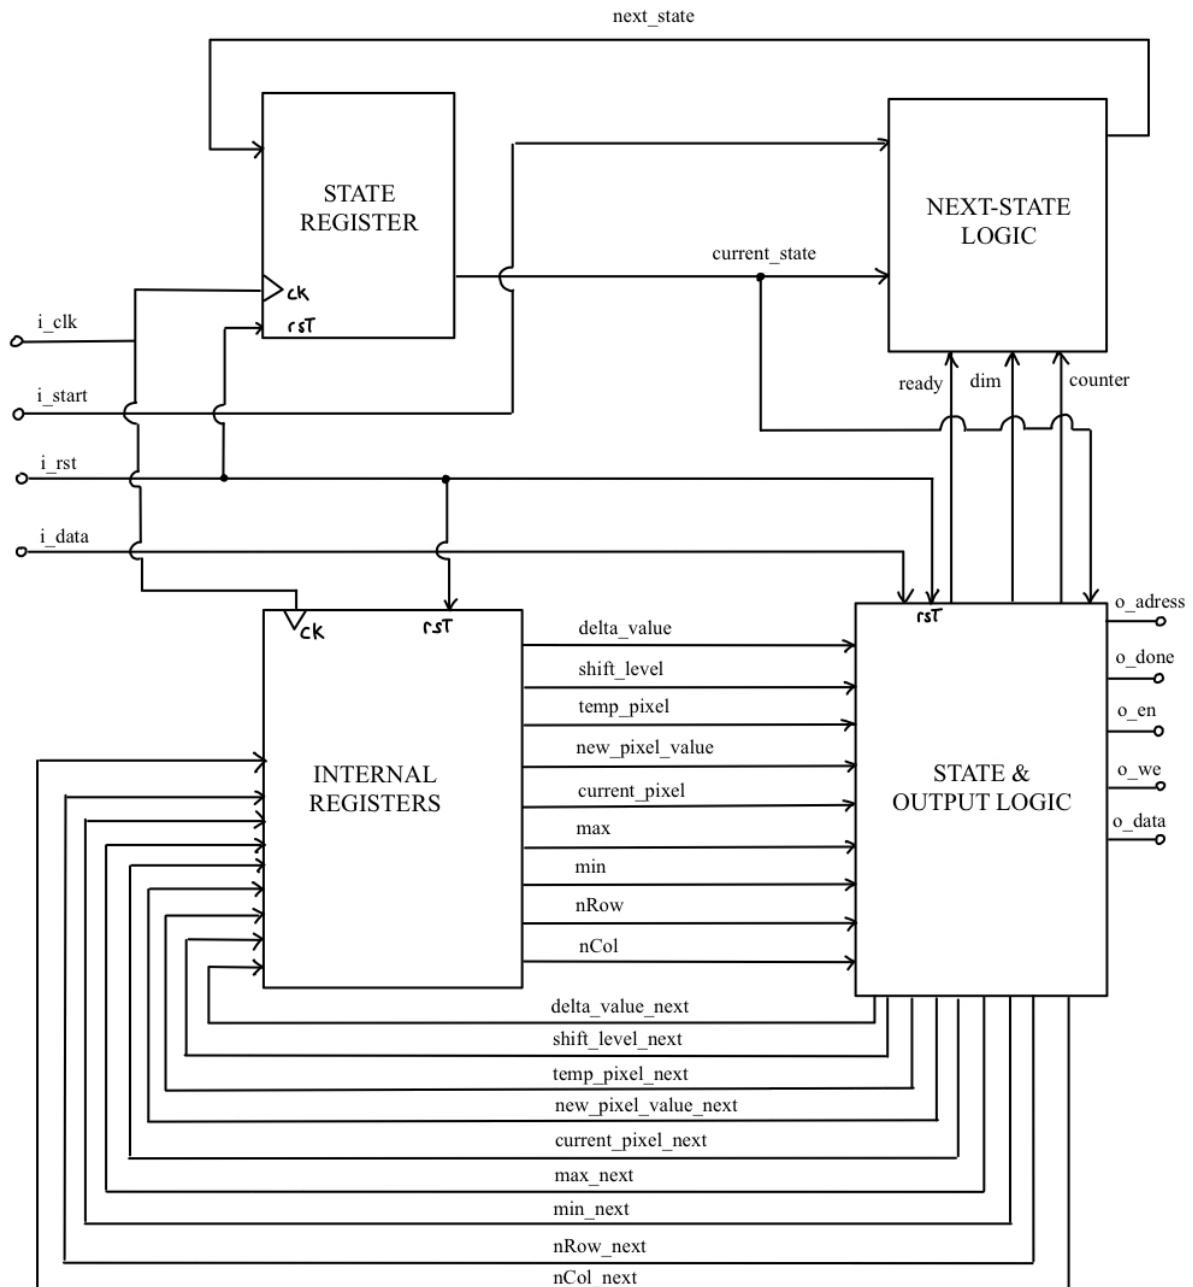 next_state
STATE
REGISTER
NEXT-STATE
LOGIC
current_state
ck
i_clk
rst
ready
dim
counter
i_start
i_rst
i_data
o_adress
rst
ck
rst
delta_value
o_done
shift_level
temp_pixel
o_en
new_pixel_value
INTERNAL
REGISTERS
STATE &
OUTPUT LOGIC
o_we
current_pixel
o_data
max
min
nRow
nCol
delta_value_next
shift_level_next
temp_pixel_next
new_pixel_value_next
current_pixel_next
max_next
min_next
nRow_next
nCol_next